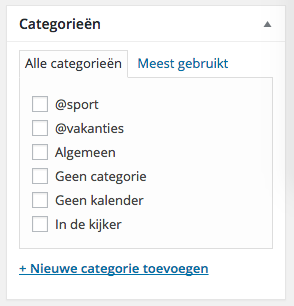 Categorieën
Alle categorieën Meest gebruikt
@sport
@vakanties
Algemeen
Geen categorie
Geen kalender
In de kijker
+ Nieuwe categorie toevoegen